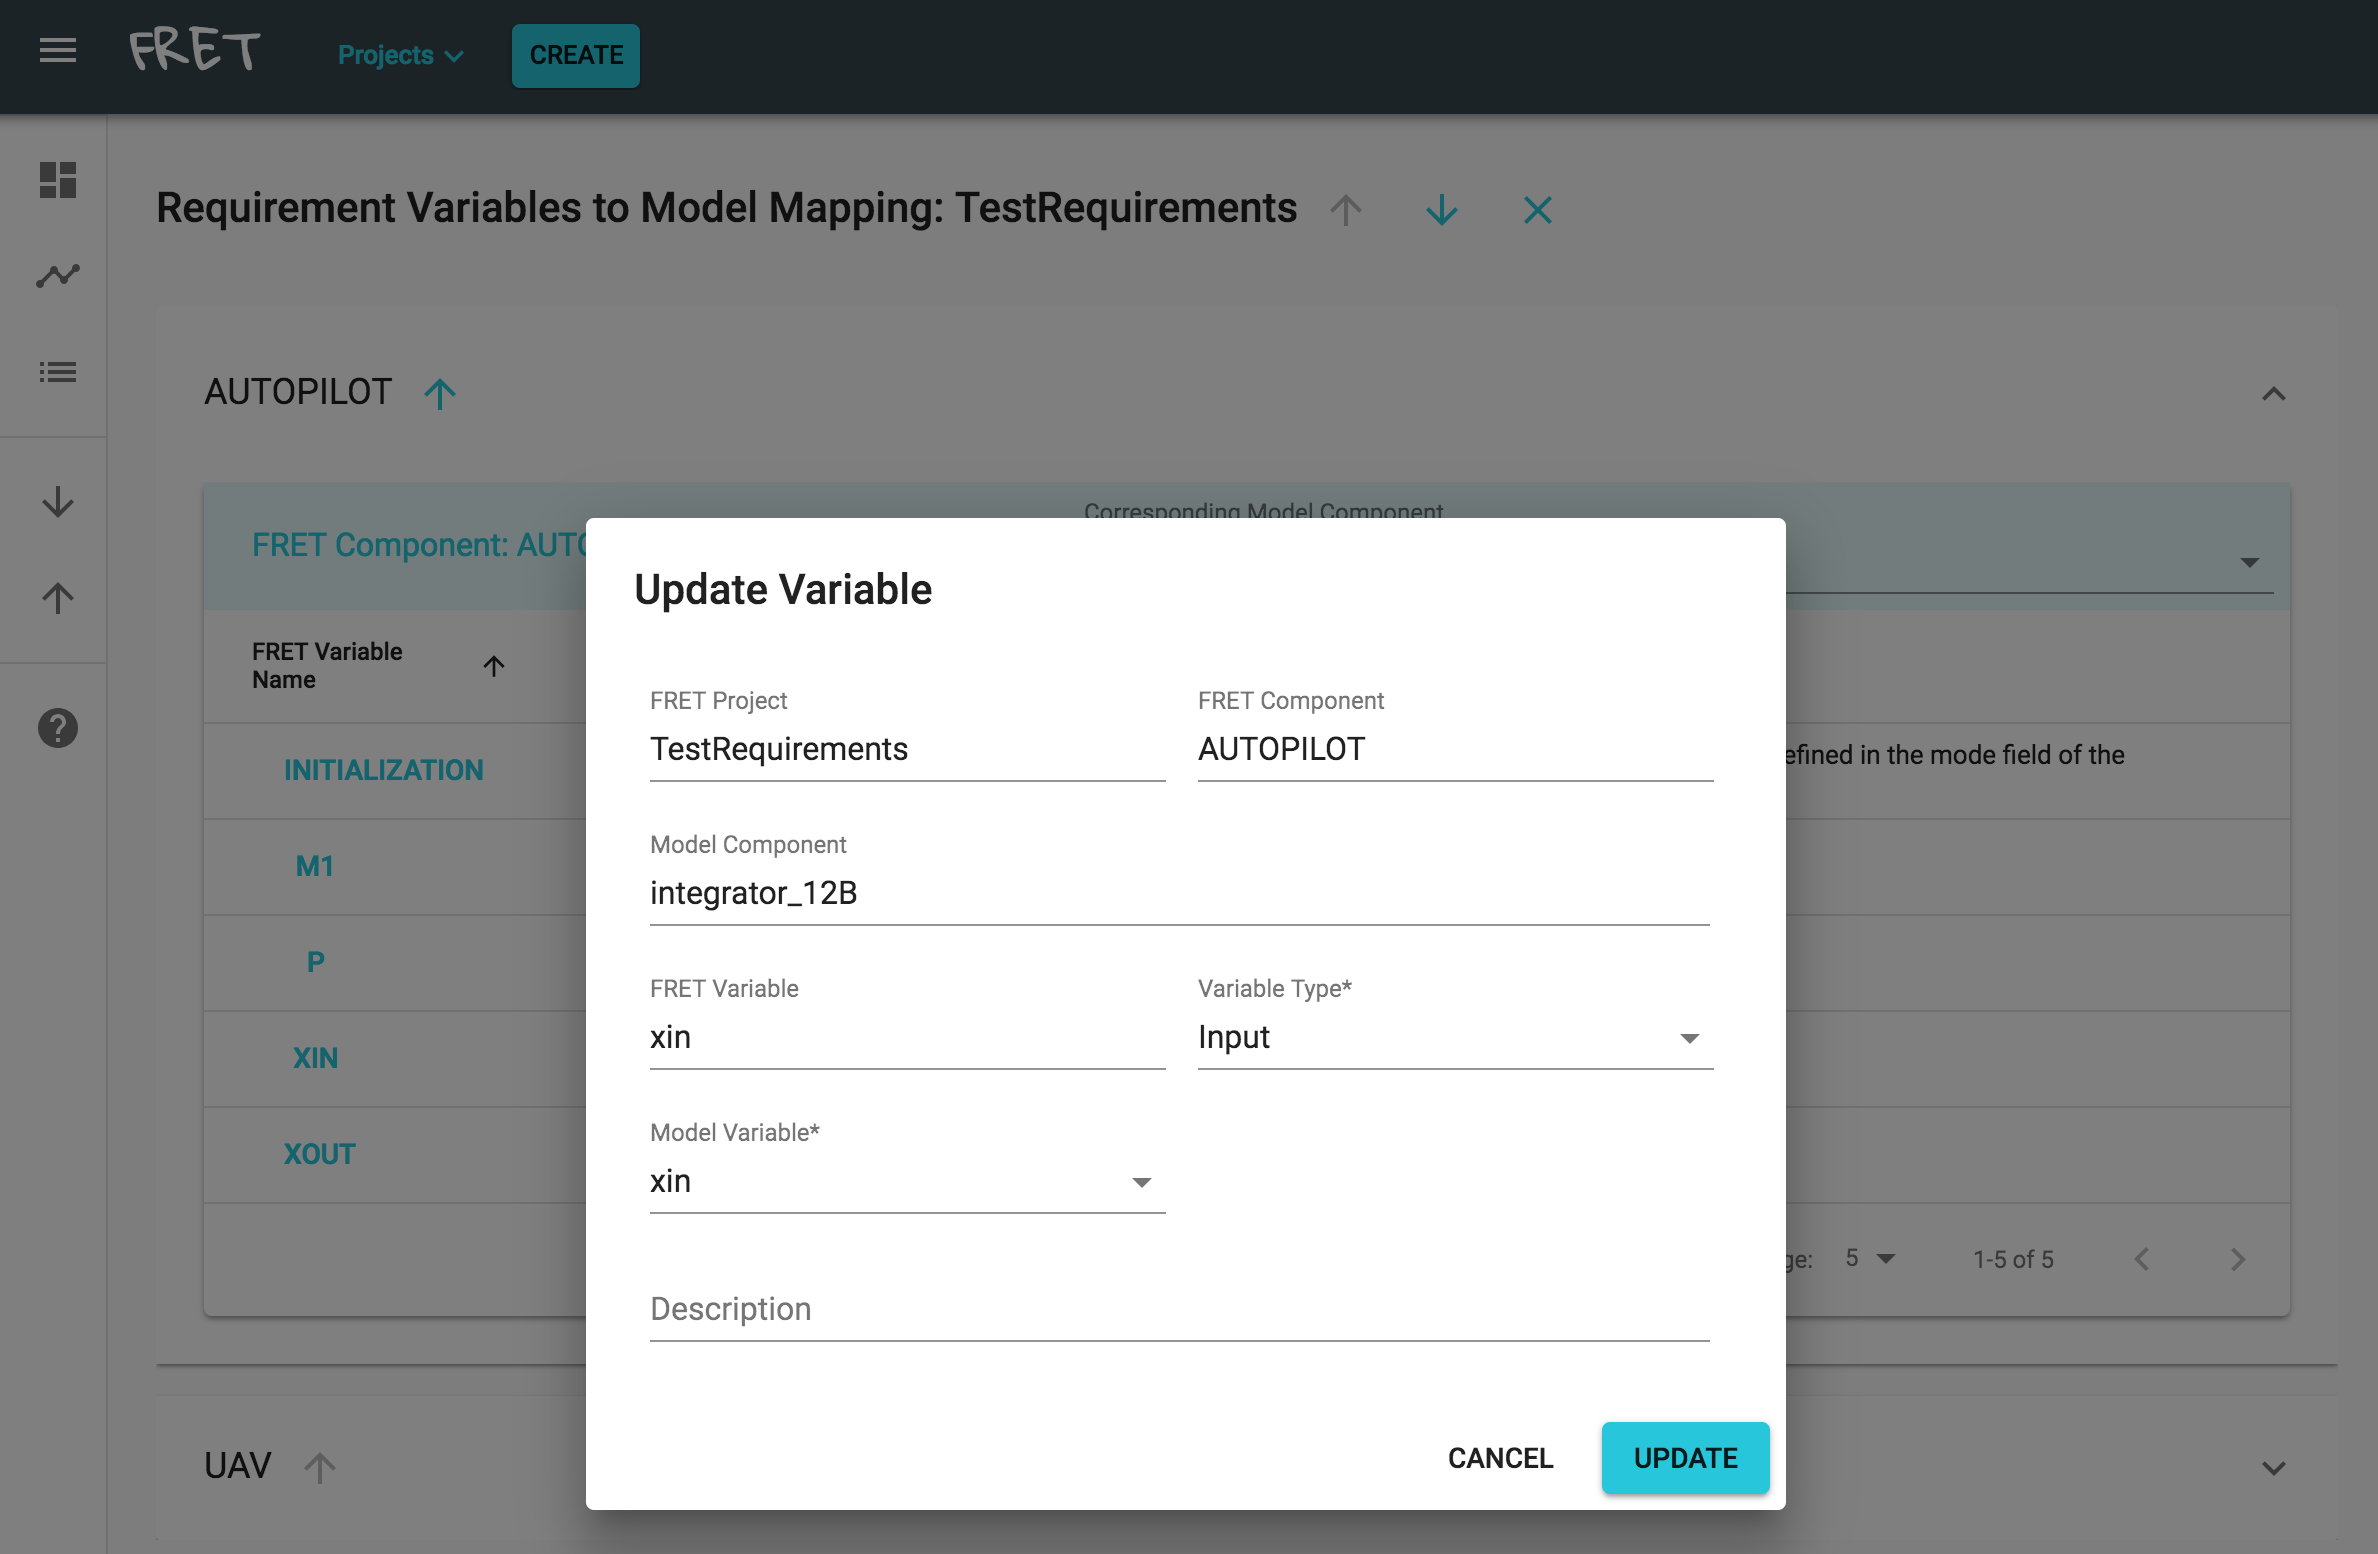 FRET
Projects
CREATE
Requirement Variables to Model Mapping: TestRequirements
AUTOPILOT
Corresponding Model Component
FRET Component: AUTO
FRET Variable
Name
INITIALIZATION
efined in the mode field of the
M1
P
XIN
XOUT
ge:
5
1-5 of 5
UAV
Update Variable
FRET Project
FRET Component
TestRequirements
AUTOPILOT
Model Component
integrator_12B
FRET Variable
Variable Type*
xin
Input
Model Variable*
xin
Description
CANCEL
UPDATE